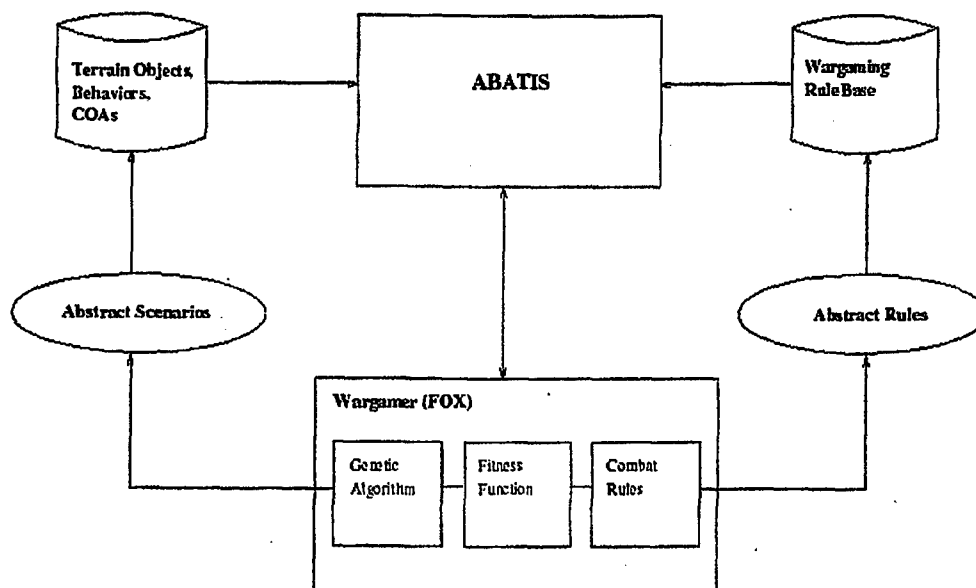 Terrain Objects,
Behaviors,
COAs
ABATIS
Wargaming
RuleBase
Abstract Scenarios
Abstract Rules
Wargamer (FOX)
Genetic
Algorithm
Fitness
Function
Combat
Rules